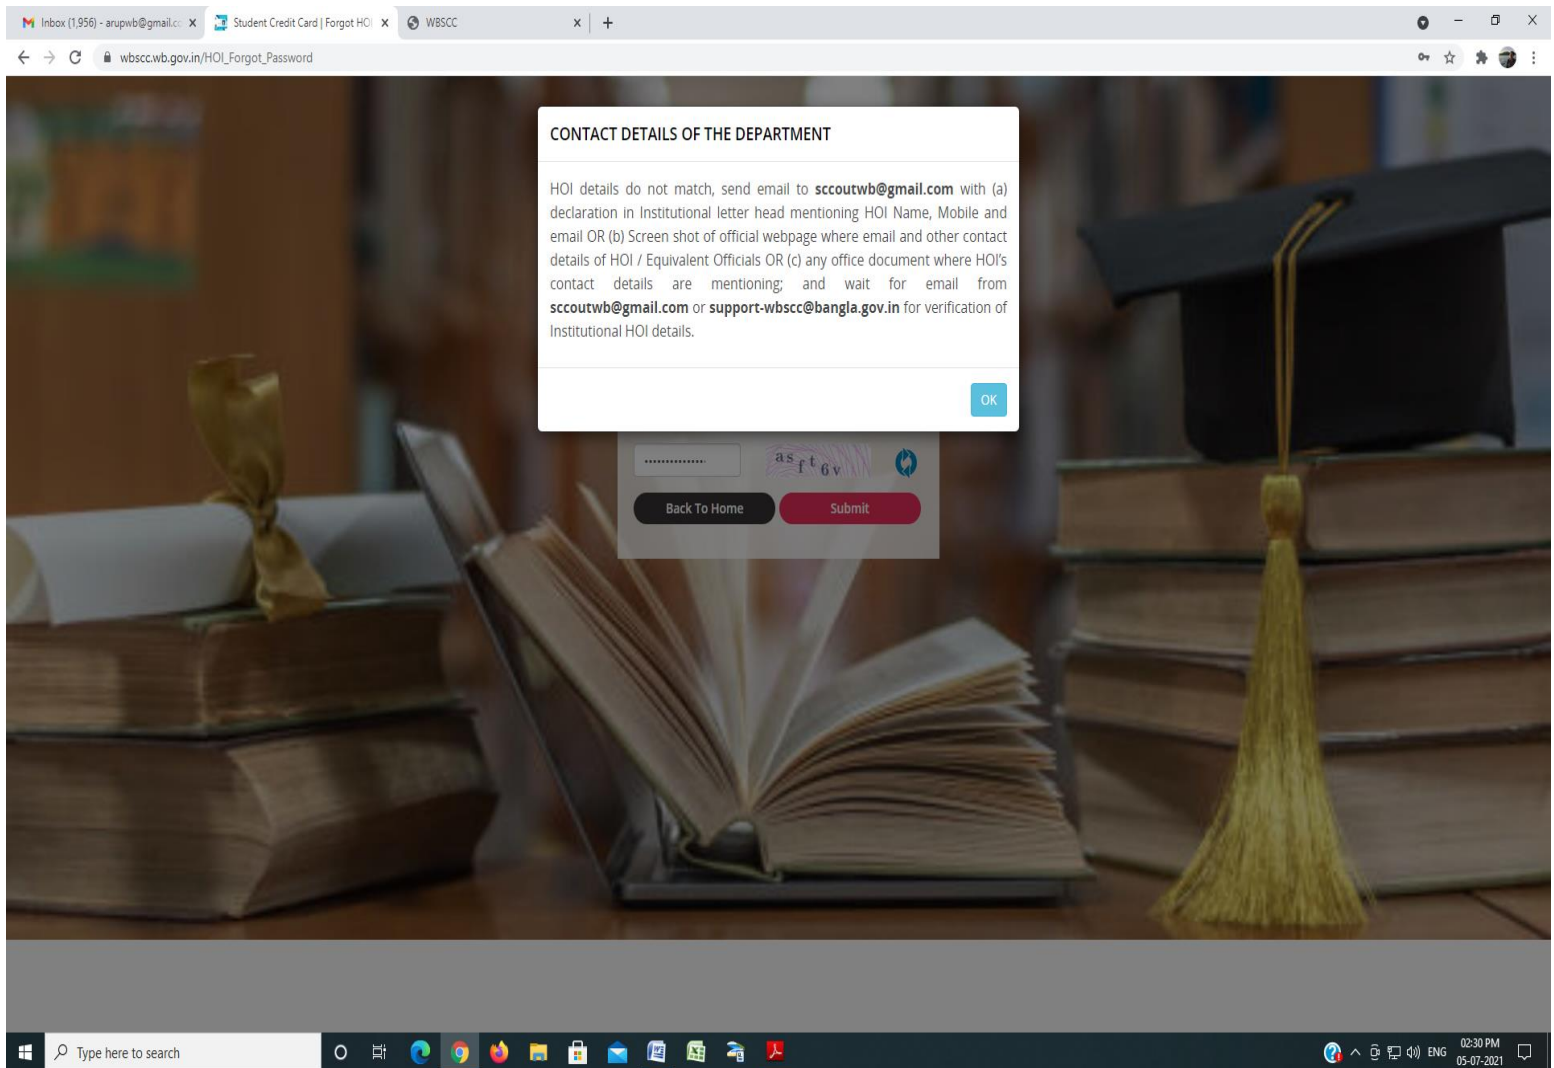 Inbox (1,956) - arupwb@gmail.c
Student Credit Card | Forgot HO
WBSCC
wbscc.wb.gov.in/HOI_Forgot_Password
CONTACT DETAILS OF THE DEPARTMENT
HOI details do not match, send email to sccoutwb@gmail.com with (a)
declaration in Institutional letter head mentioning HOI Name, Mobile and
email OR (b) Screen shot of official webpage where email and other contact
details of HOI / Equivalent Officials OR (c) any office document where HOI's
contact details are mentioning; and wait for email from
sccoutwb@gmail.com or support-wbscc@bangla.gov.in for verification of
Institutional HOI details.
OK
asft6v
Back To Home Submit
Type here to search
ENG
02:30 PM
05-07-2021